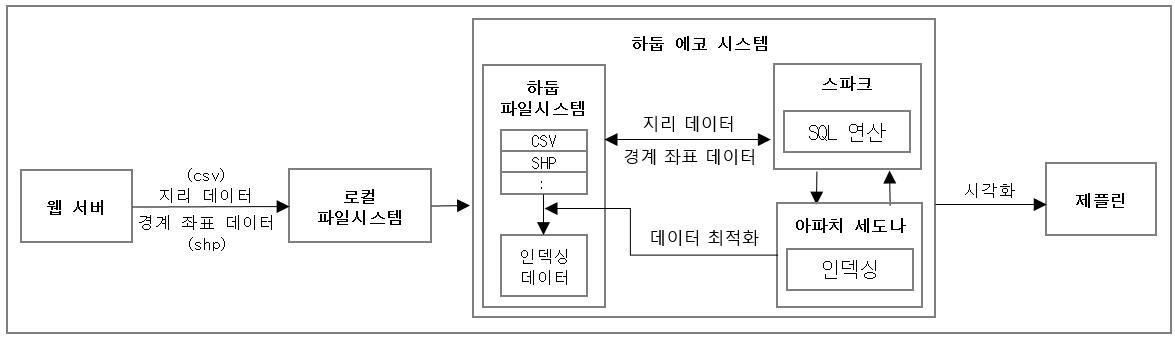 웹 서버
(csv)
지리 데이터
경계 좌표 데이터
(shp)
로컬
파일시스템
하둡 에코 시스템
하둡
파일시스템
CSV
SHP
:
인덱싱
데이터
지리 데이터
경계 좌표 데이터
데이터 최적화
스파크
SQL 연산
아파치 세도나
인덱싱
시각화
제플린